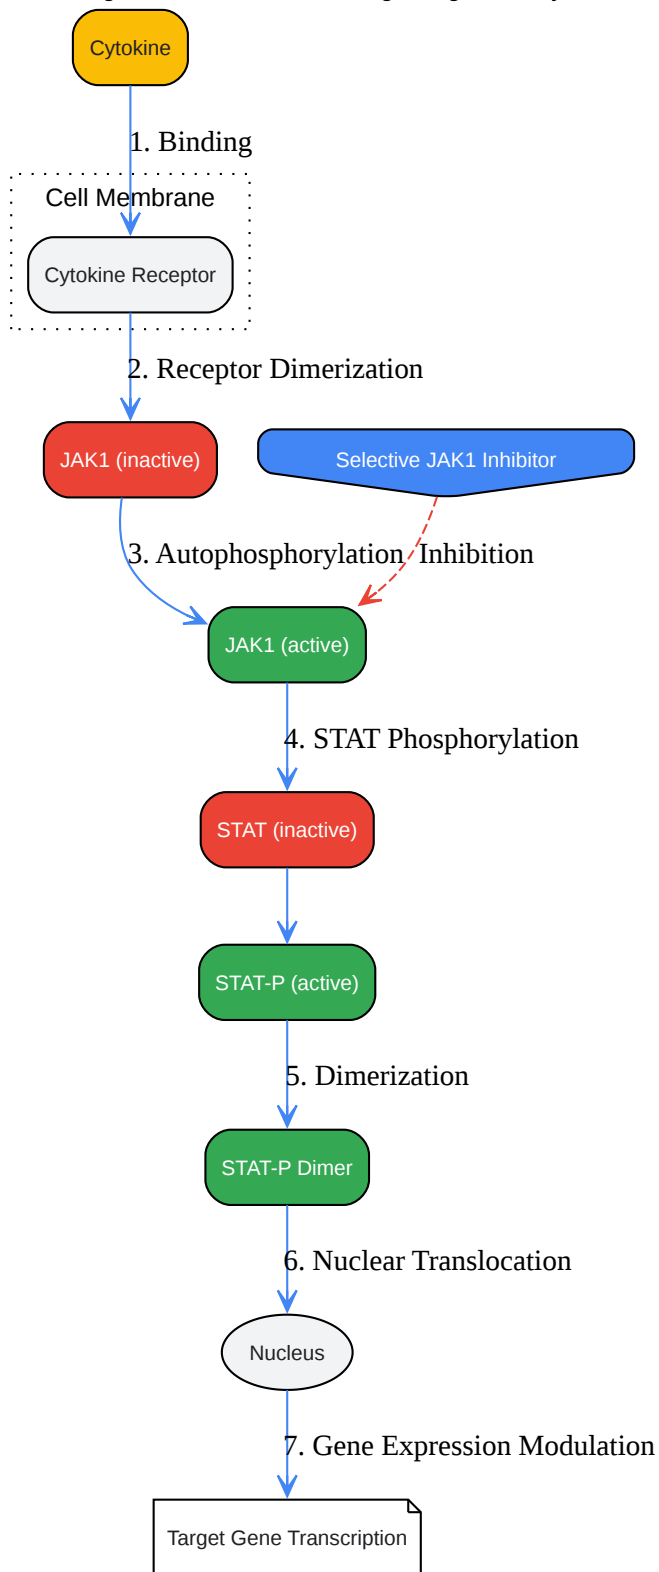 Cytokine
1. Binding
Cell Membrane
Cytokine Receptor
2. Receptor Dimerization
JAK1 (inactive)
Selective JAK1 Inhibitor
3. Autophosphorylation
Inhibition
JAK1 (active)
4. STAT Phosphorylation
STAT (inactive)
STAT-P (active)
5. Dimerization
STAT-P Dimer
6. Nuclear Translocation
Nucleus
7. Gene Expression Modulation
Target Gene Transcription